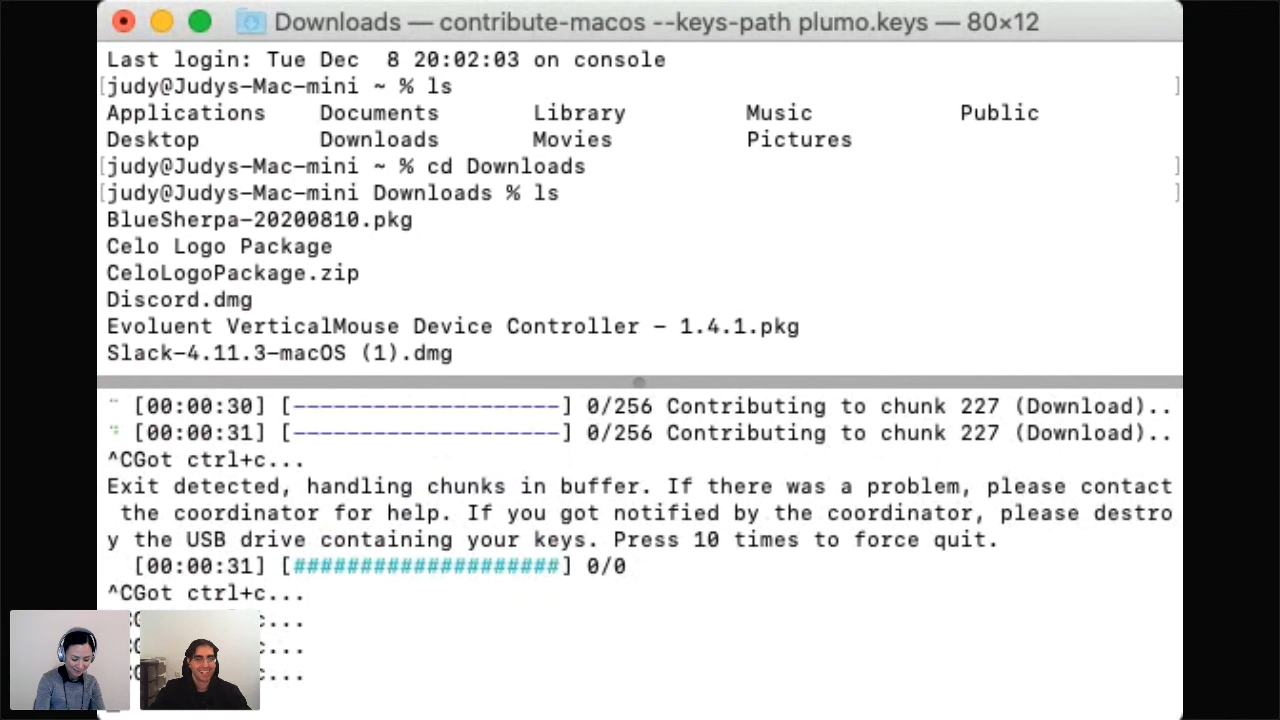 Downloads — contribute-macos --keys-path plumo.keys — 80×12
Last login: Tue Dec  8 20:02:03 on console
[judy@Judys-Mac-mini ~ % ls ]
Applications Documents Library Music Public
Desktop Downloads Movies Pictures
[judy@Judys-Mac-mini ~ % cd Downloads ]
[judy@Judys-Mac-mini Downloads % ls ]
BlueSherpa-20200810.pkg
Celo Logo Package
CeloLogoPackage.zip
Discord.dmg
Evoluent VerticalMouse Device Controller - 1.4.1.pkg
Slack-4.11.3-macOS (1).dmg
[00:00:30] [--------------------] 0/256 Contributing to chunk 227 (Download)..
[00:00:31] [--------------------] 0/256 Contributing to chunk 227 (Download)..
^CGot ctrl+c...
Exit detected, handling chunks in buffer. If there was a problem, please contact
the coordinator for help. If you got notified by the coordinator, please destro
y the USB drive containing your keys. Press 10 times to force quit.
[00:00:31] [####################] 0/0
^CGot ctrl+c...
c...
c...
c...